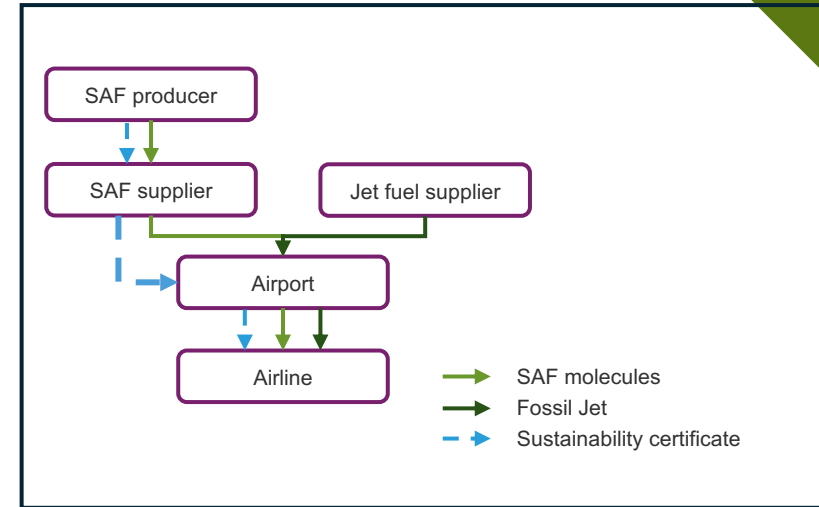 SAF producer
SAF supplier
Jet fuel supplier
Airport
Airline
SAF molecules
Fossil Jet
Sustainability certificate